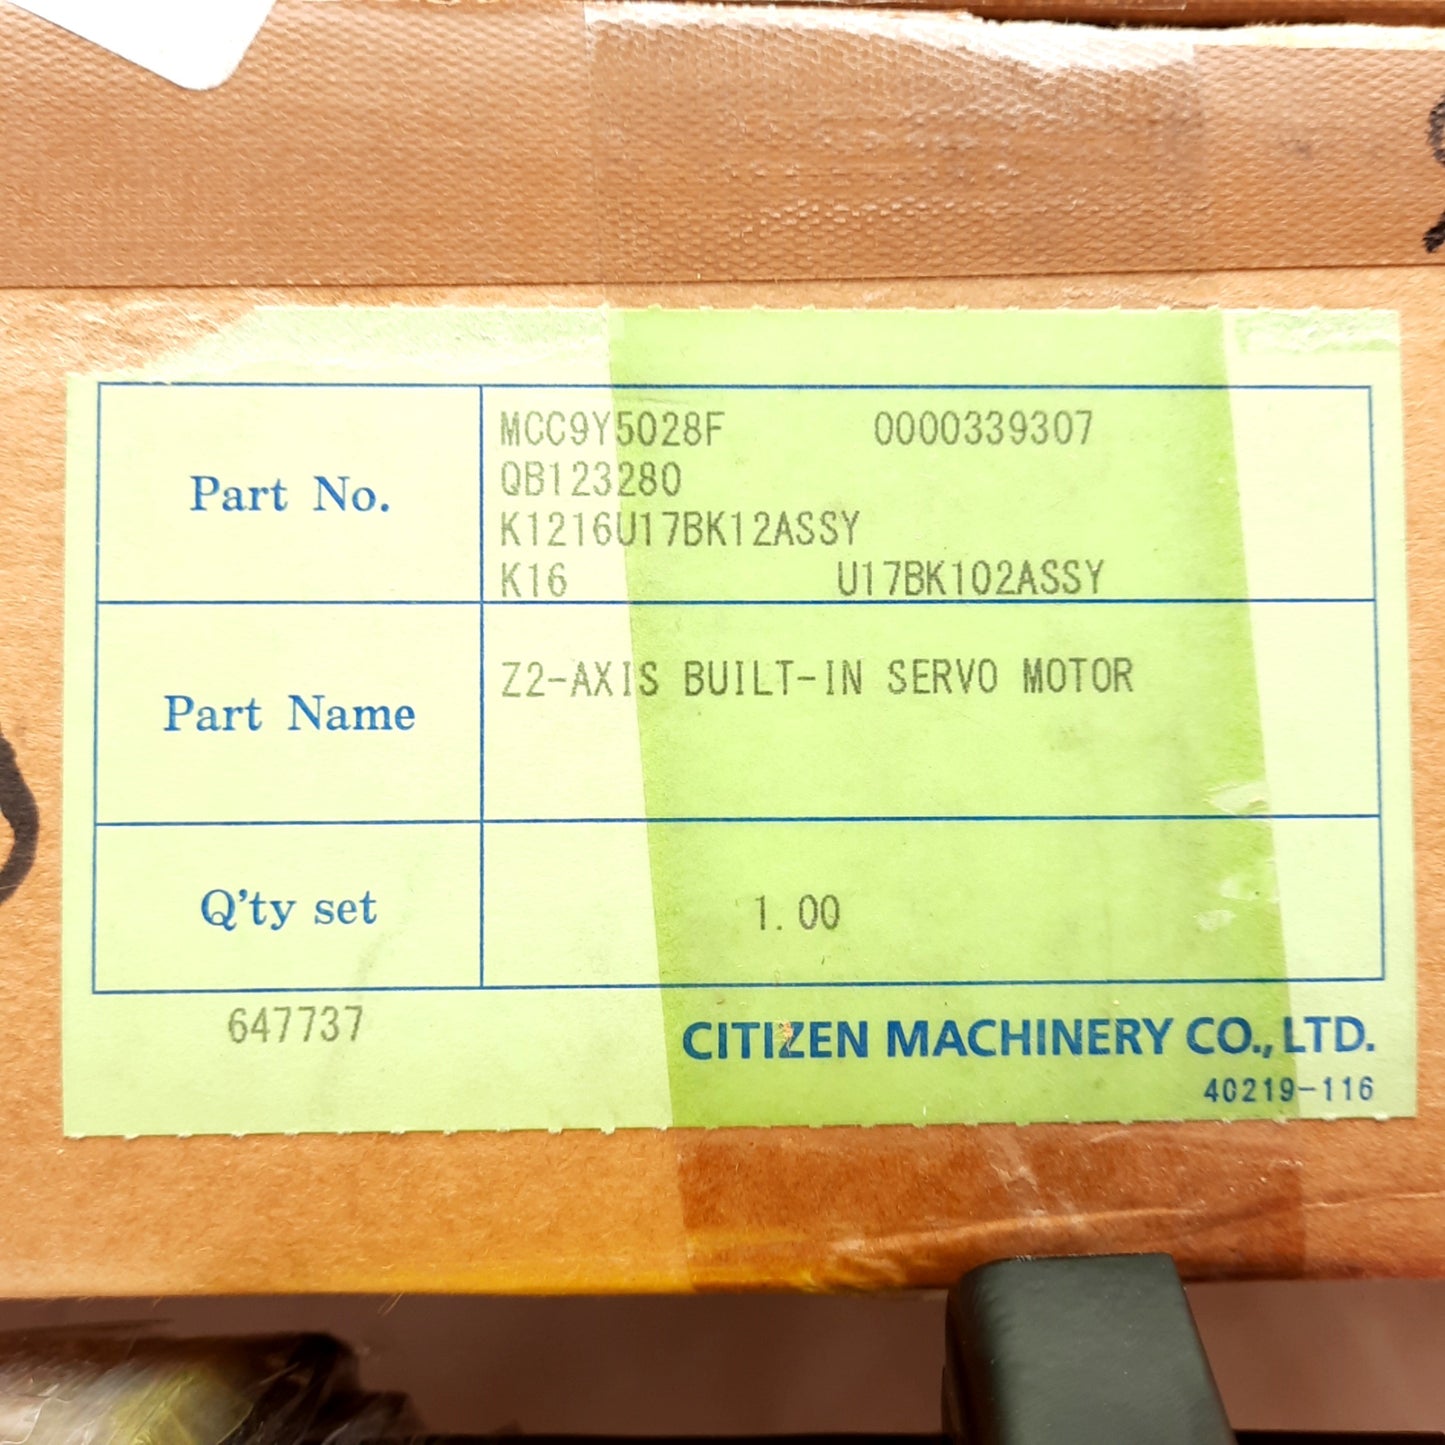 Part No.
MCC9Y5028F 0000339307
QB123280
K1216U17BK12ASSY
K16 U17BK102ASSY
Part Name
Z2-AXIS BUILT-IN SERVO MOTOR
Q'ty set
1.00
647737
CITIZEN MACHINERY CO., LTD.
40219-116